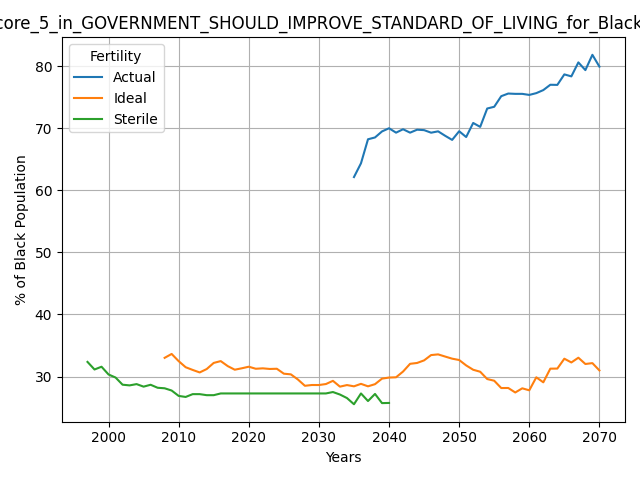 core_5_in_GOVERNMENT_SHOULD_IMPROVE_STANDARD_OF_LIVING_for_Black
Fertility
Actual
Ideal
Sterile
% of Black Population
80
70
60
50
40
30
2000 2010 2020 2030 2040 2050 2060 2070
Years